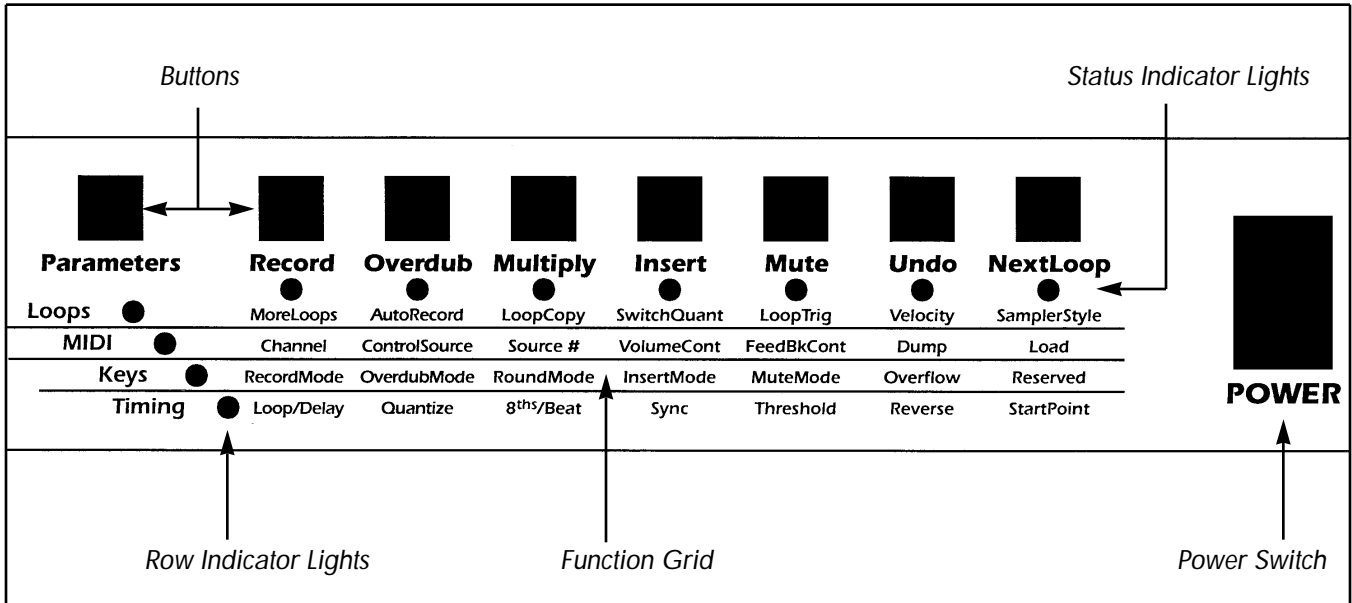 Buttons
Status Indicator Lights
Parameters Record Overdub Multiply Insert Mute Undo NextLoop
Loops MoreLoops AutoRecord LoopCopy SwitchQuant LoopTrig Velocity SamplerStyle
MIDI Channel ControlSource Source # VolumeCont FeedBkCont Dump Load
Keys RecordMode OverdubMode RoundMode InsertMode MuteMode Overflow Reserved
Timing Loop/Delay Quantize 8ths/Beat Sync Threshold Reverse StartPoint
POWER
Row Indicator Lights
Function Grid
Power Switch